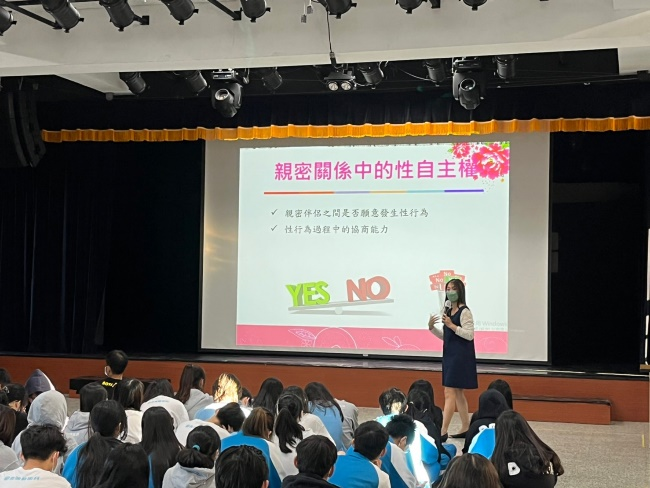 親密關係中的性自主權
✓ 親密伴侶之間是否願意發生性行為
✓ 性行為過程中的協商能力
YES NO